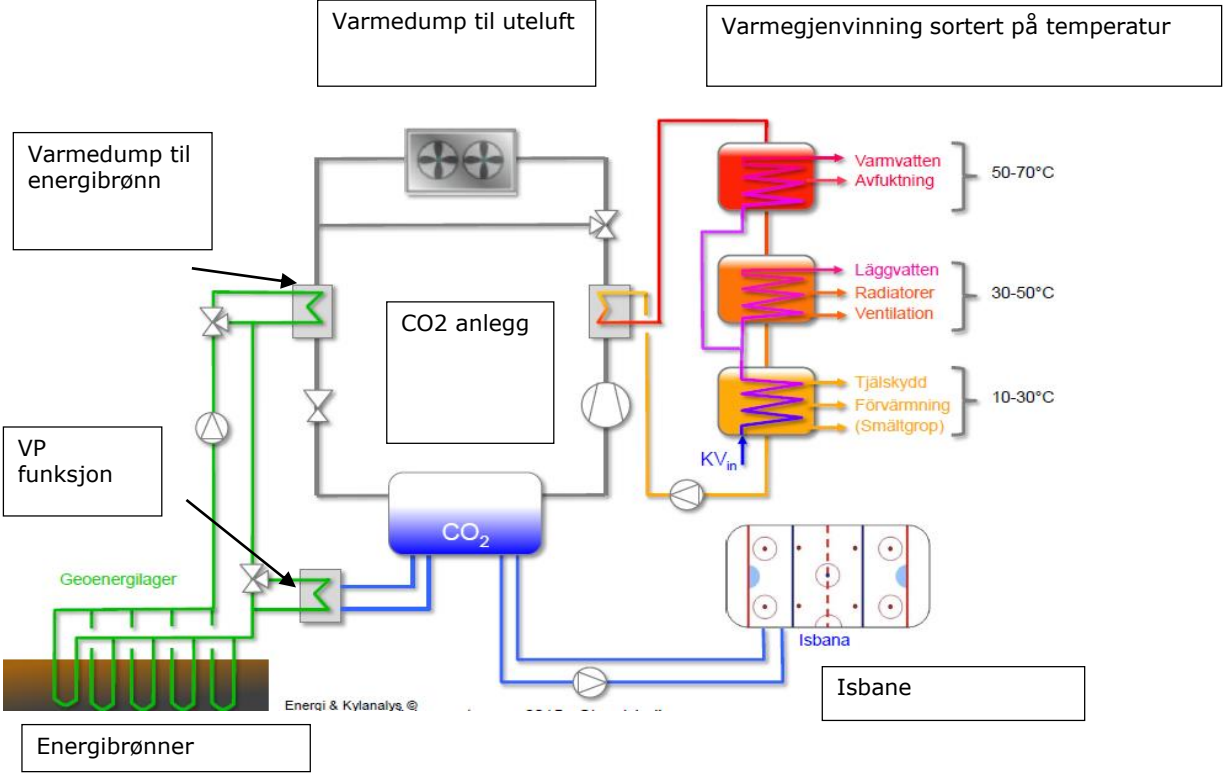 Varmedump til uteluft
Varmegjenvinning sortert på temperatur
Varmedump til
energibrønn
Varmvatten
Avfuktning
50-70°C
Läggvatten
Radiatorer
Ventilation
30-50°C
CO2 anlegg
Tjälskydd
Förvärmning
(Smältgrop)
10-30°C
KVin
VP
funksjon
CO2
Geoenergilager
Isbana
Isbane
Energi & Kylanalys ©
Energibrønner